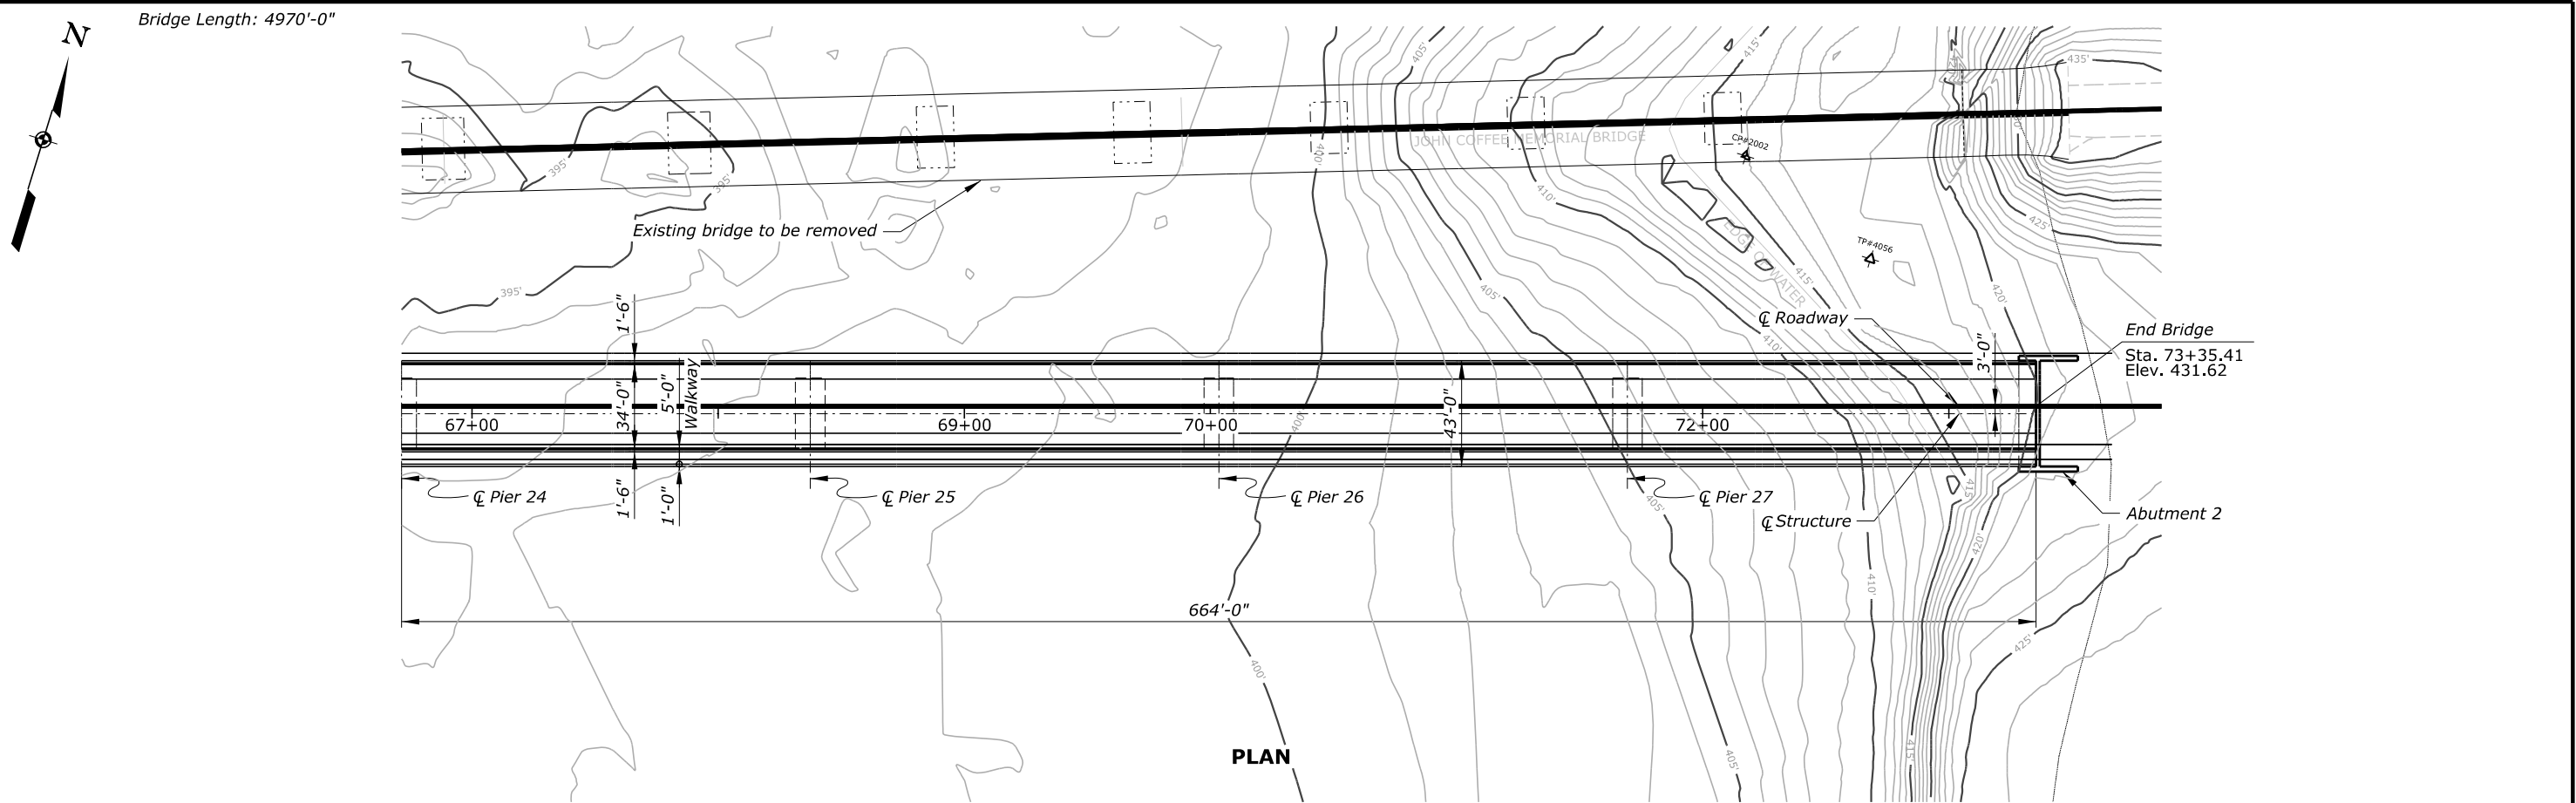 Bridge Length: 4970'-0"
N
405'
415'
420'
435'
JOHN COFFEE MEMORIAL BRIDGE
CP#2002
400'
395'
395'
410'
425'
Existing bridge to be removed
EDGE OF WATER
TP#4056
415'
395'
405'
420'
1'-6"
℄ Roadway
3'-0"
End Bridge
Sta. 73+35.41
Elev. 431.62
410'
34'-0"
5'-0"
Walkway
43'-0"
400'
67+00
69+00
70+00
72+00
1'-6"
1'-0"
℄ Pier 24
℄ Pier 25
℄ Pier 26
℄ Pier 27
405'
415'
℄ Structure
Abutment 2
420'
410'
664'-0"
425'
400'
PLAN
405'
415'